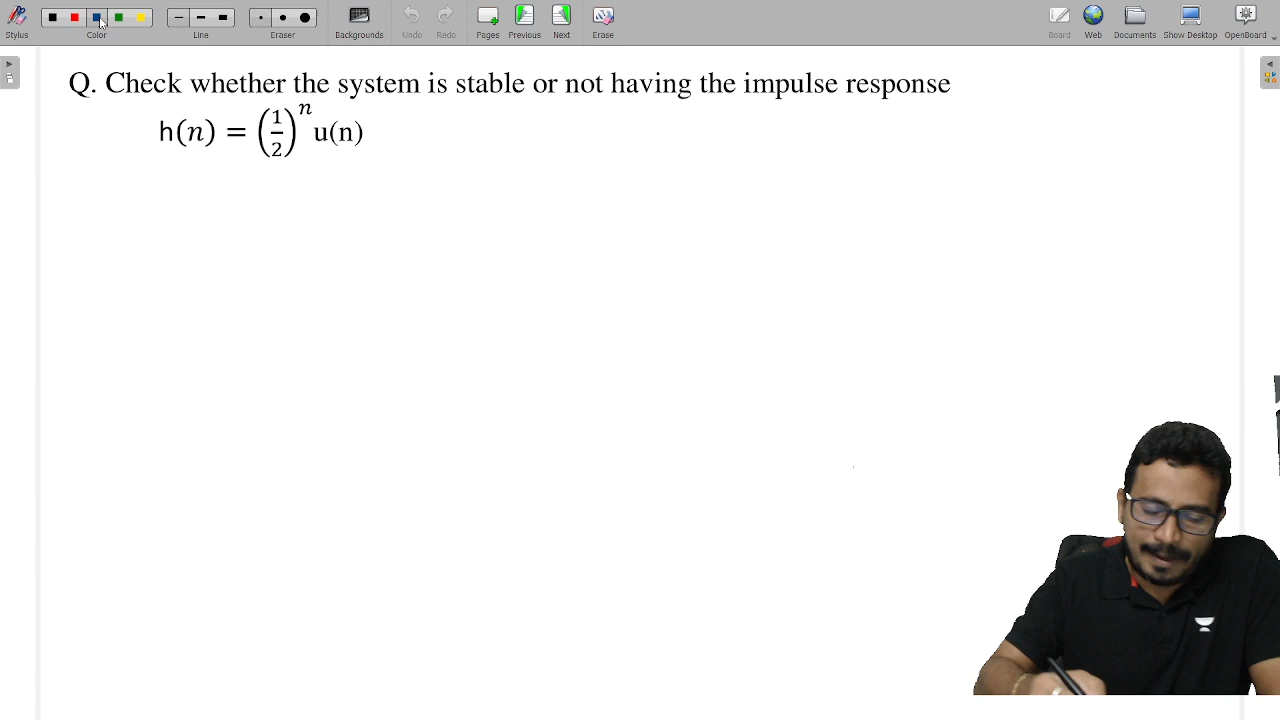 Stylus Color Line Eraser Backgrounds Undo Redo Pages Previous Next Erase Board Web Documents Show Desktop OpenBoard
Q. Check whether the system is stable or not having the impulse response
h(n) = (1/2)^n u(n)